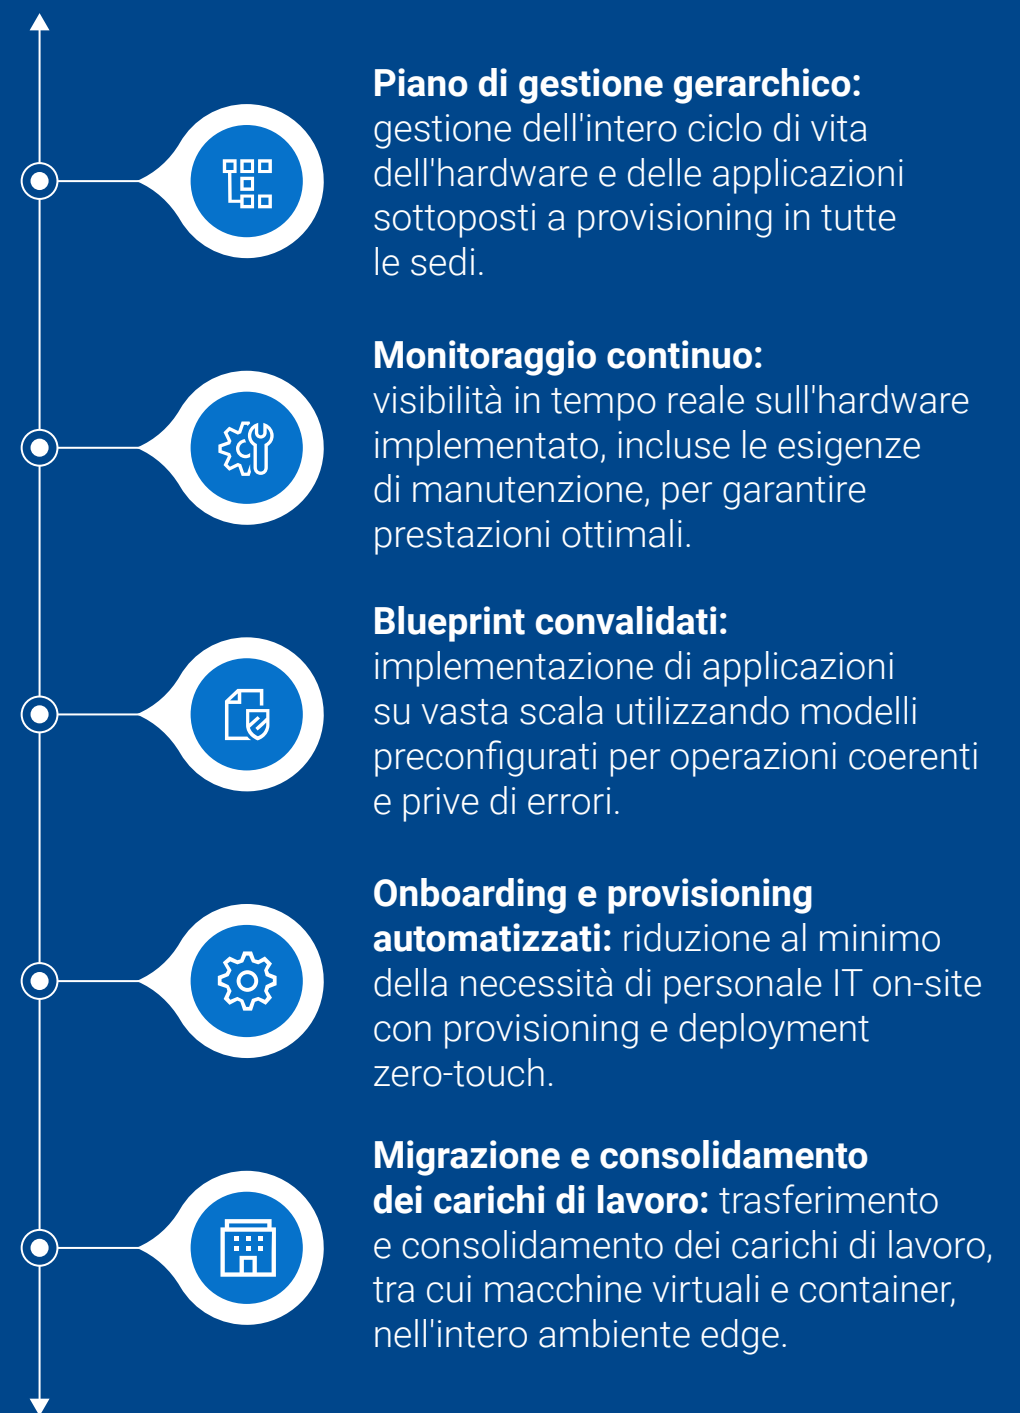 Piano di gestione gerarchico:
gestione dell'intero ciclo di vita
dell'hardware e delle applicazioni
sottoposti a provisioning in tutte
le sedi.
Monitoraggio continuo:
visibilità in tempo reale sull'hardware
implementato, incluse le esigenze
di manutenzione, per garantire
prestazioni ottimali.
Blueprint convalidati:
implementazione di applicazioni
su vasta scala utilizzando modelli
preconfigurati per operazioni coerenti
e prive di errori.
Onboarding e provisioning
automatizzati: riduzione al minimo
della necessità di personale IT on-site
con provisioning e deployment
zero-touch.
Migrazione e consolidamento
dei carichi di lavoro: trasferimento
e consolidamento dei carichi di lavoro,
tra cui macchine virtuali e container,
nell'intero ambiente edge.